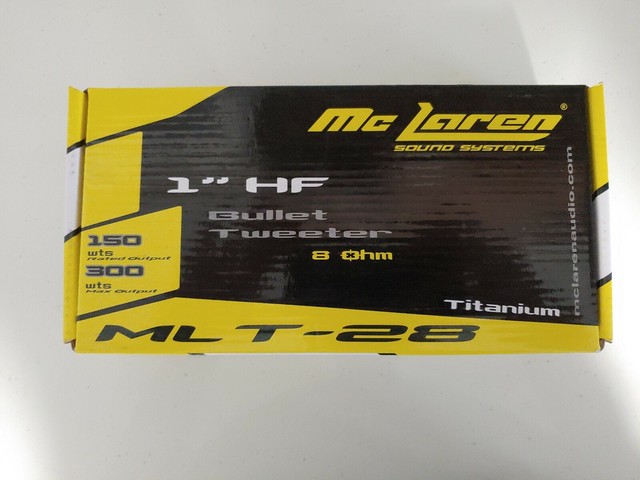 Mc Laren®
SOUND SYSTEMS
1” HF
Bullet
Tweeter
8 Ohm
150
wts
Rated Output
300
wts
Max Output
Titanium
MLT-28
mclarenaudio.com